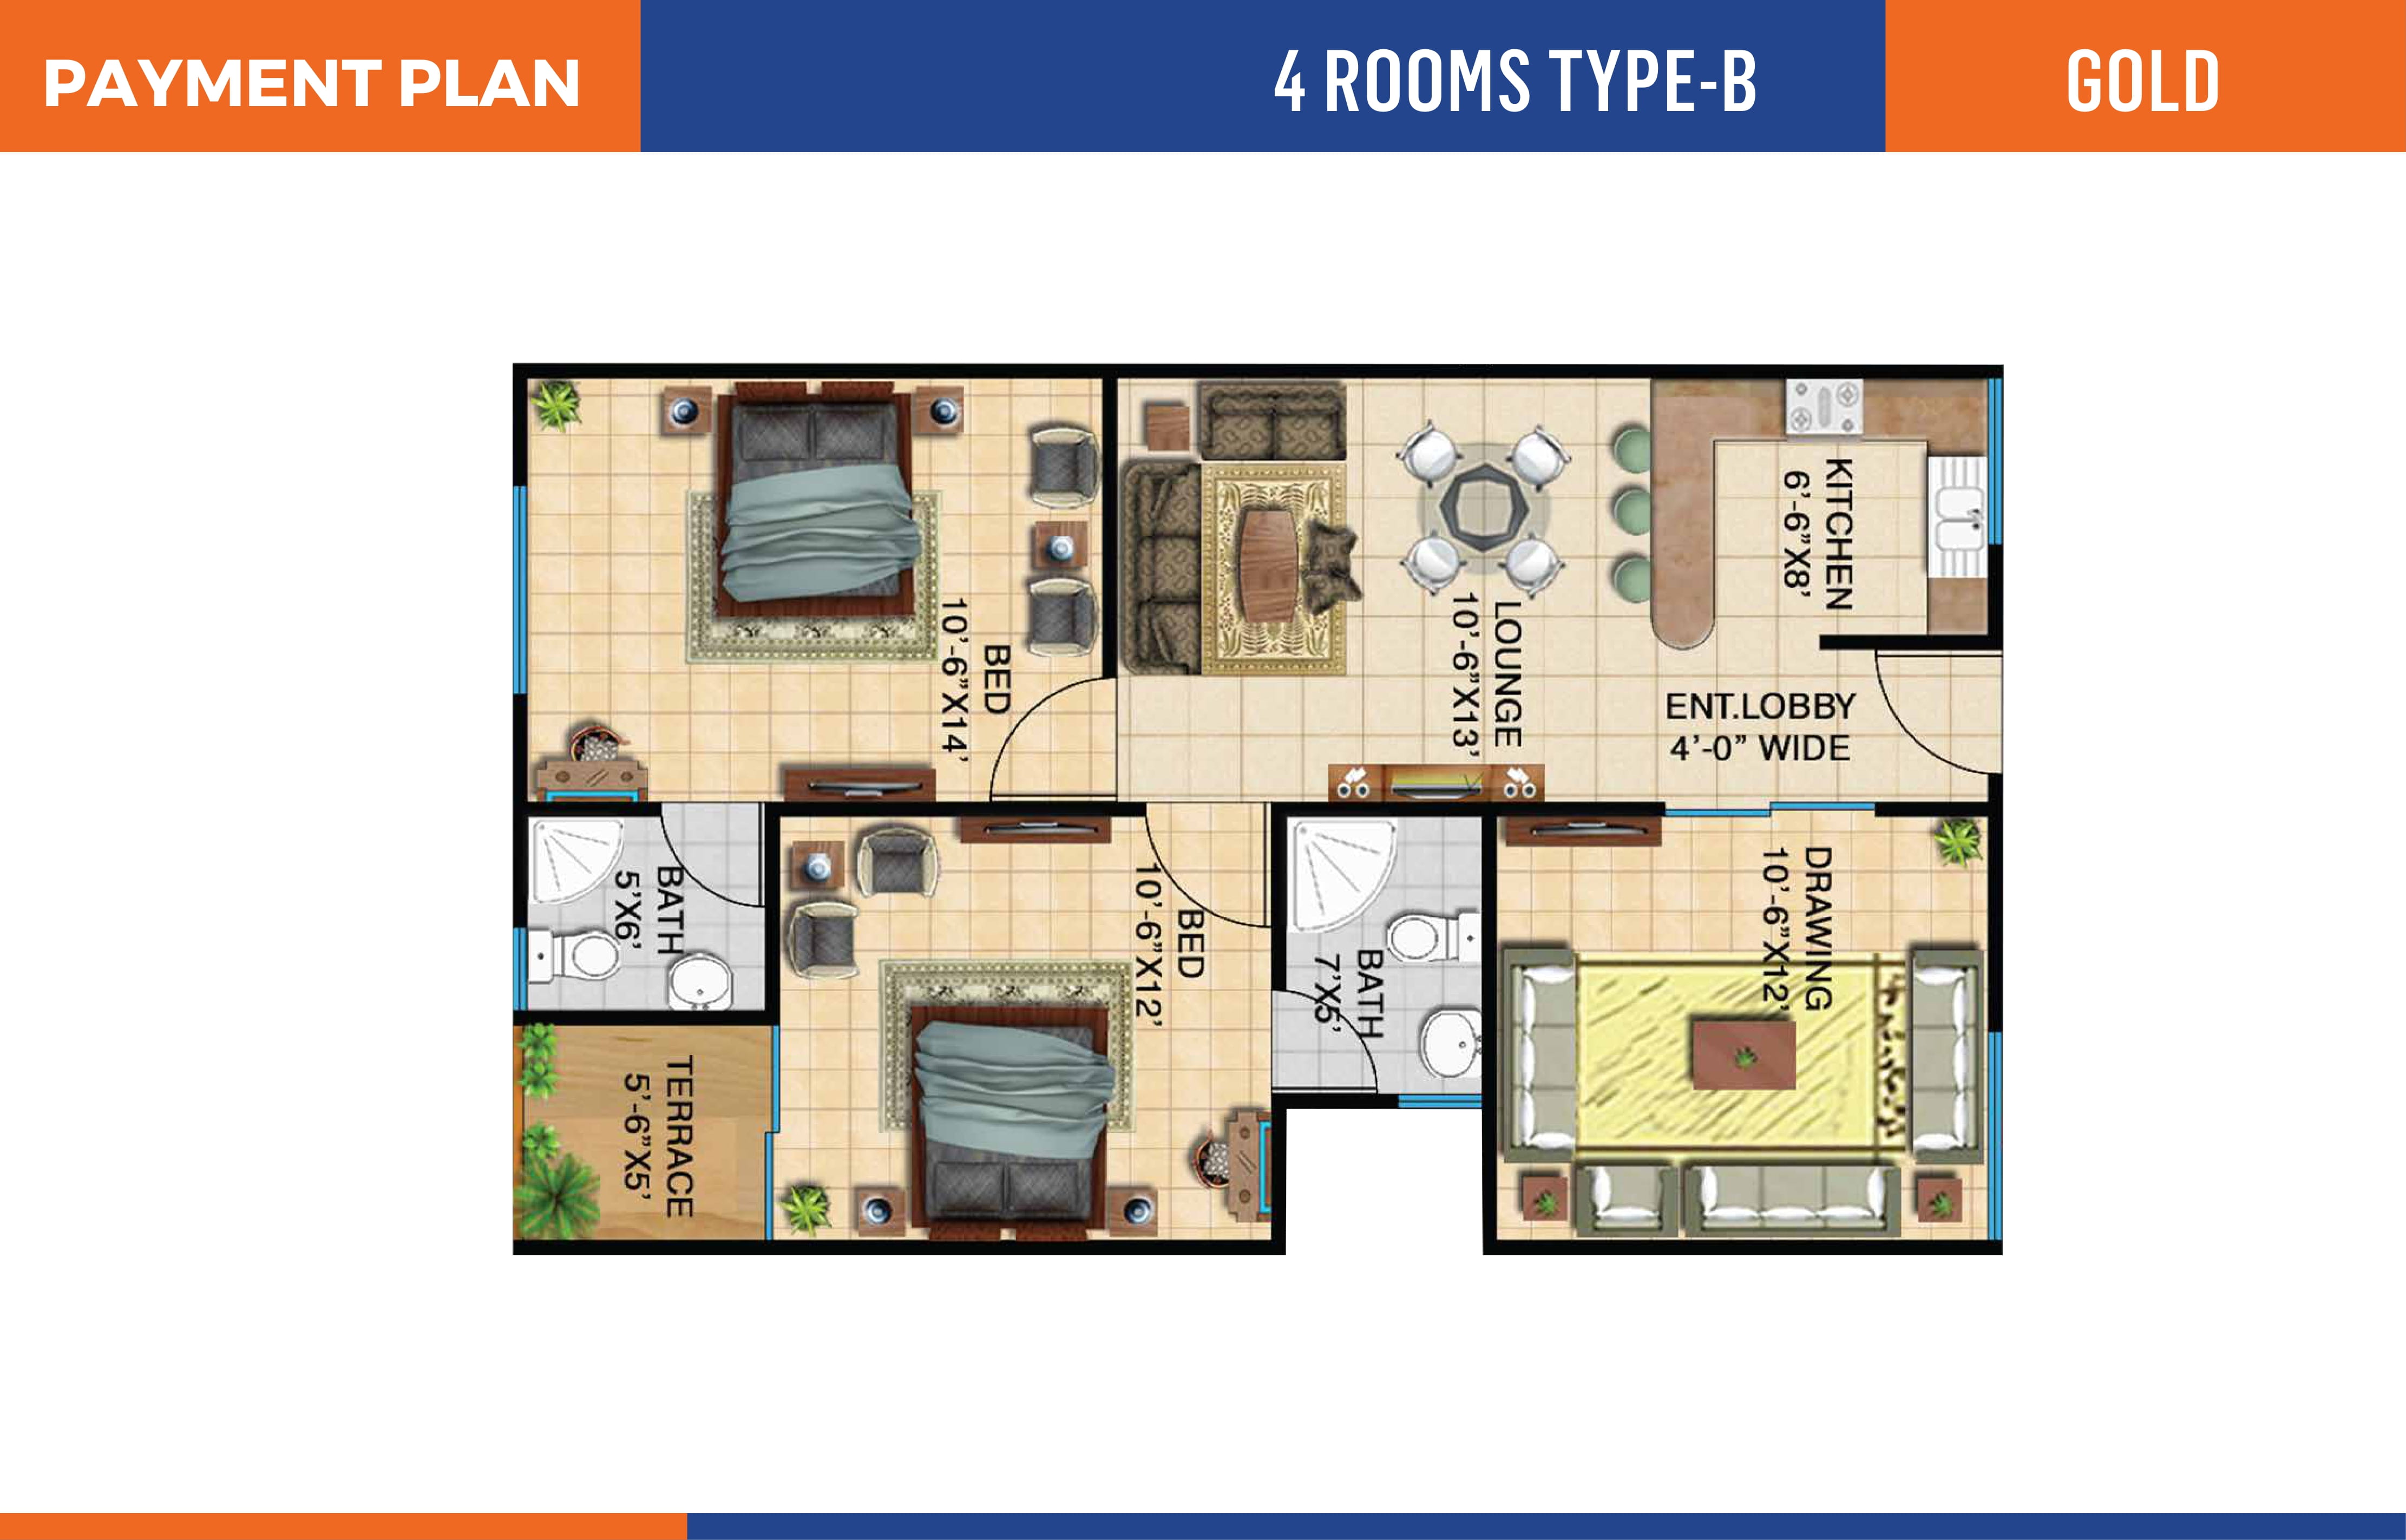 PAYMENT PLAN
4 ROOMS TYPE-B
GOLD
BED
10'-6"X14'
LOUNGE
10'-6"X13'
KITCHEN
6'-6"X8'
ENT.LOBBY
4'-0" WIDE
BATH
5'X6'
TERRACE
5'-6"X5'
BED
10'-6"X12'
BATH
7'X5'
DRAWING
10'-6"X12'